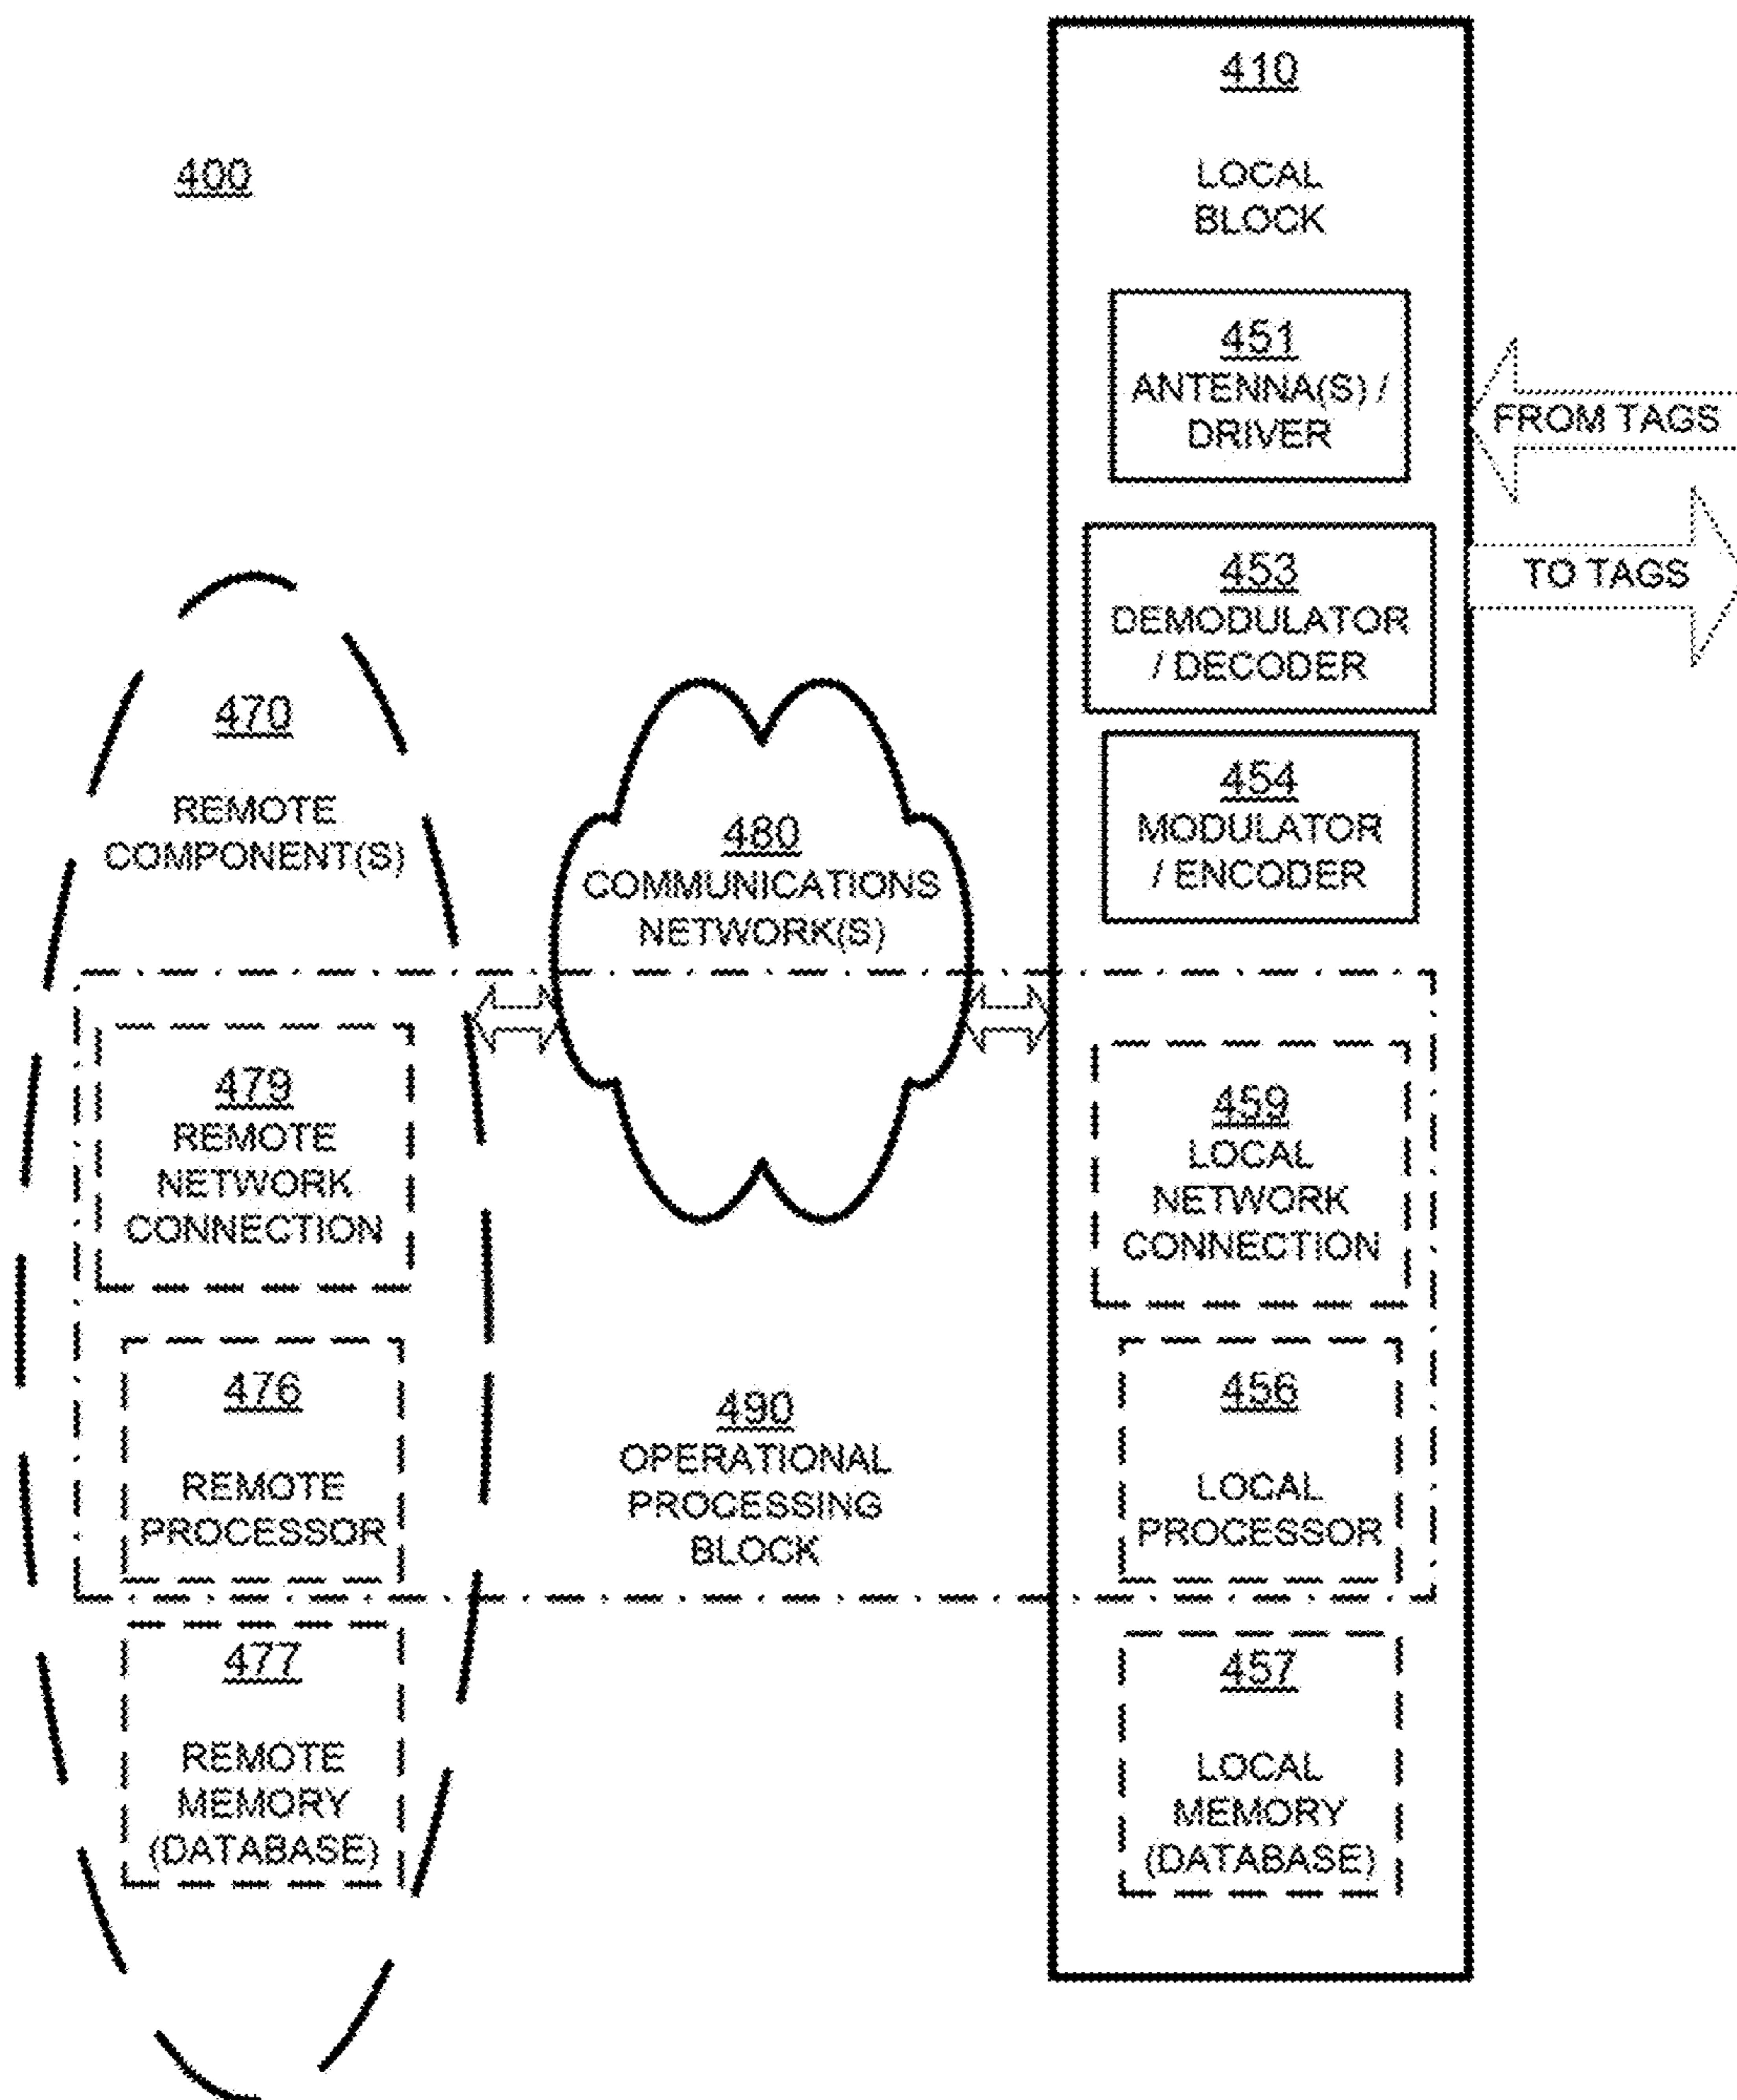 400
410
LOCAL
BLOCK
451
ANTENNA(S) /
DRIVER
FROM TAGS
453
DEMODULATOR
/ DECODER
TO TAGS
454
MODULATOR
/ ENCODER
470
REMOTE
COMPONENT(S)
480
COMMUNICATIONS
NETWORK(S)
479
REMOTE
NETWORK
CONNECTION
459
LOCAL
NETWORK
CONNECTION
476
REMOTE
PROCESSOR
490
OPERATIONAL
PROCESSING
BLOCK
456
LOCAL
PROCESSOR
477
REMOTE
MEMORY
(DATABASE)
457
LOCAL
MEMORY
(DATABASE)